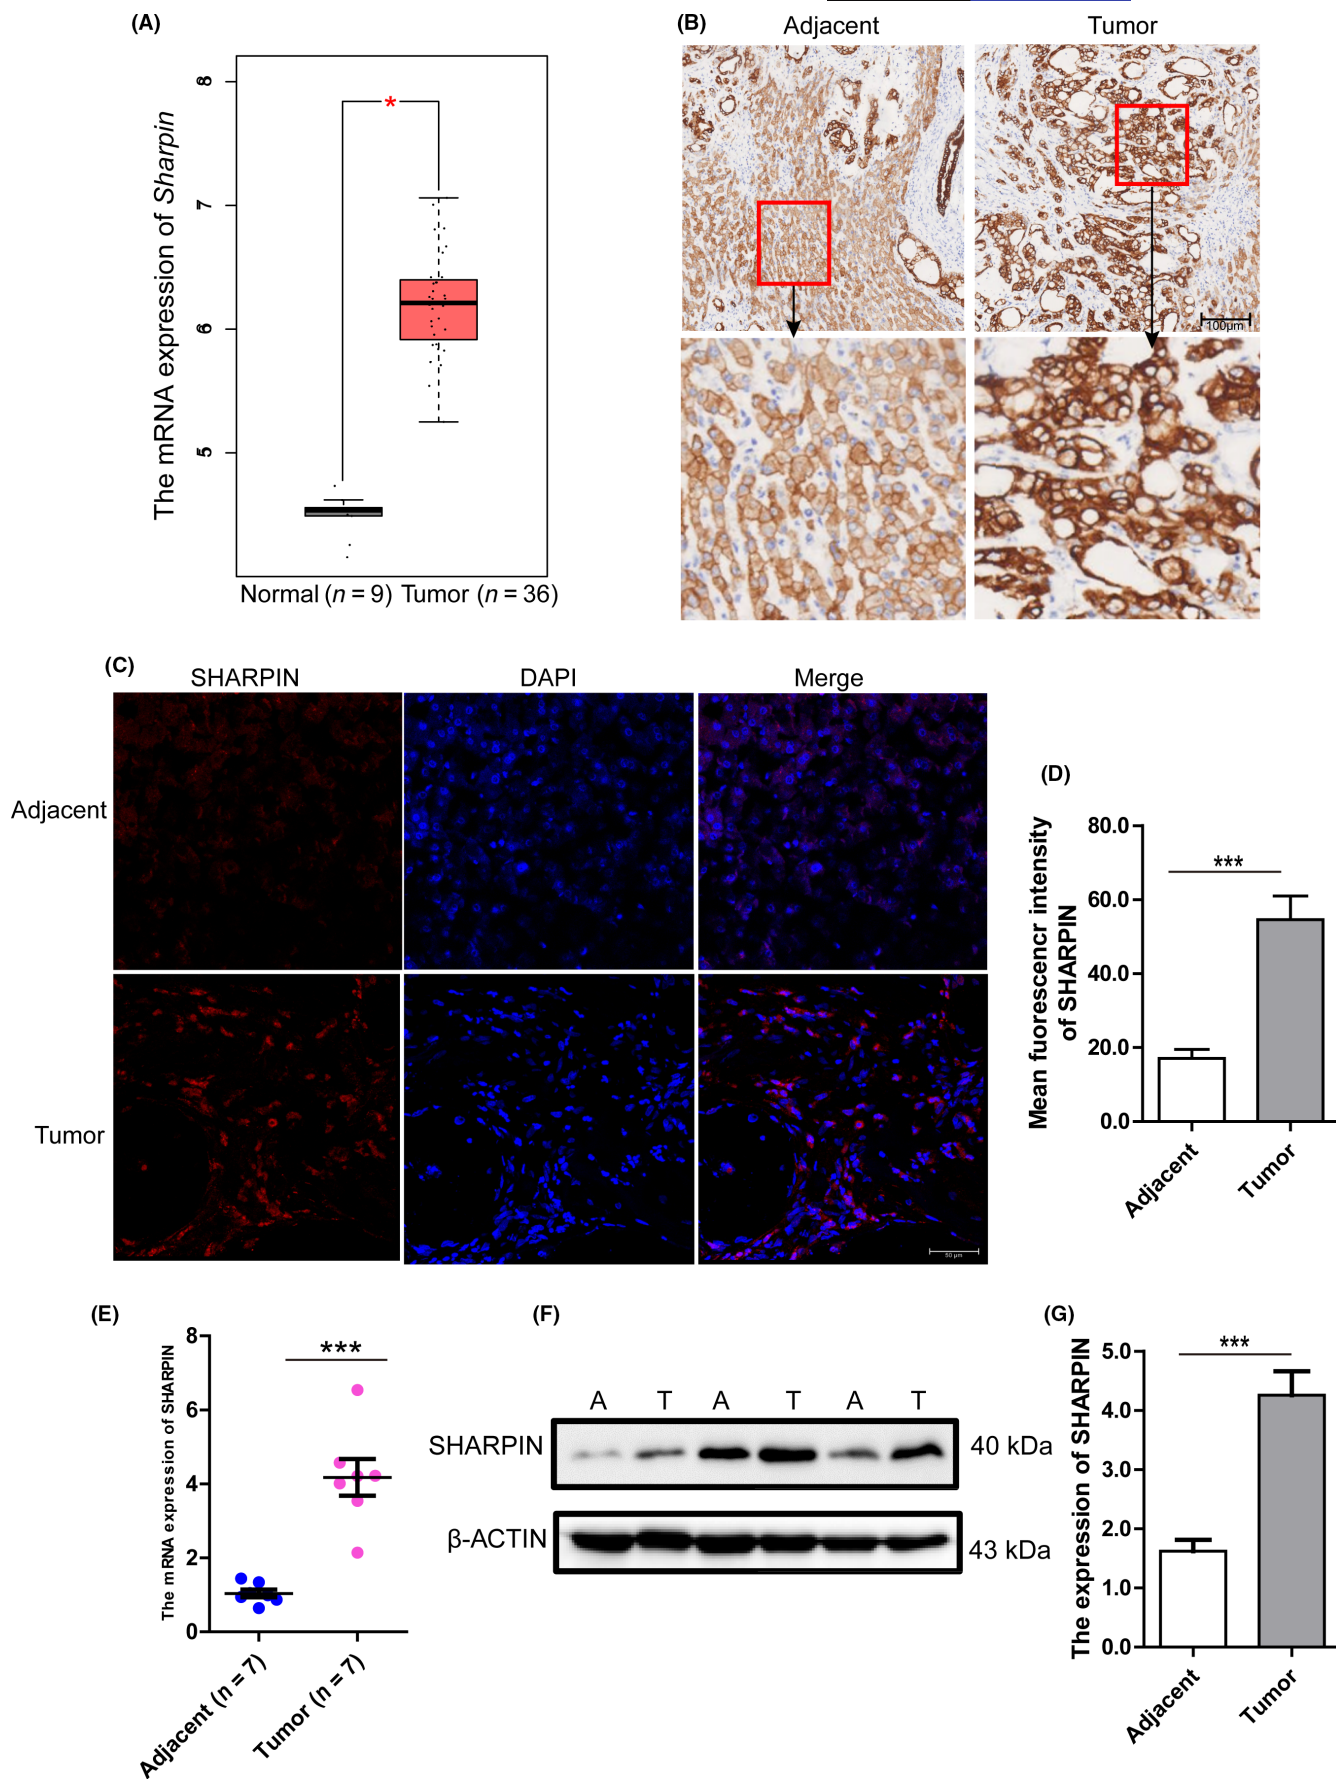 (A)
The mRNA expression of Sharpin
8
7
6
5
*
Normal (n = 9) Tumor (n = 36)
(B)
Adjacent
Tumor
100μm
(C)
SHARPIN
DAPI
Merge
Adjacent
Tumor
50 μm
(D)
Mean fuorescencr intensity
of SHARPIN
80.0
60.0
40.0
20.0
0.0
***
Adjacent
Tumor
(E)
The mRNA expression of SHARPIN
8
6
4
2
0
***
Adjacent (n = 7)
Tumor (n = 7)
(F)
A T A T A T
SHARPIN
40 kDa
β-ACTIN
43 kDa
(G)
The expression of SHARPIN
5.0
4.0
3.0
2.0
1.0
0.0
***
Adjacent
Tumor